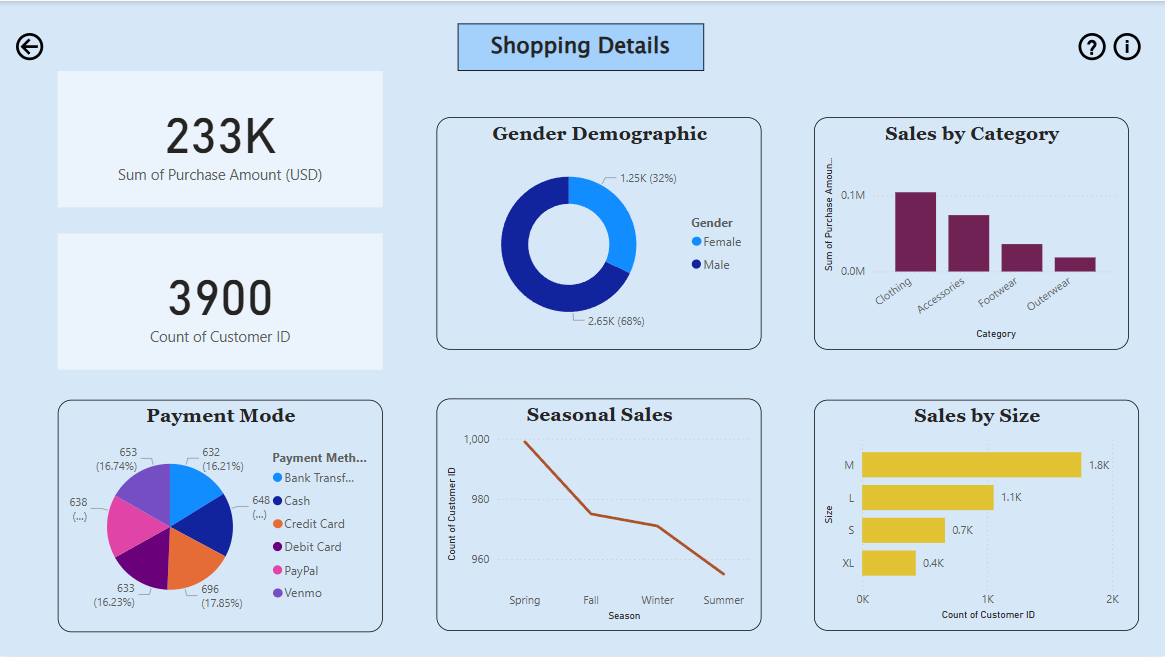 Shopping Details
?
i
233K
Sum of Purchase Amount (USD)
3900
Count of Customer ID
Gender Demographic
1.25K (32%)
2.65K (68%)
Gender
Female
Male
Sales by Category
Sum of Purchase Amoun...
0.1M
0.0M
Clothing
Accessories
Footwear
Outerwear
Category
Payment Mode
653
(16.74%)
632
(16.21%)
638
(...)
648
(...)
633
(16.23%)
696
(17.85%)
Payment Meth...
Bank Transf...
Cash
Credit Card
Debit Card
PayPal
Venmo
Seasonal Sales
Count of Customer ID
1,000
980
960
Spring
Fall
Winter
Summer
Season
Sales by Size
Size
M
1.8K
L
1.1K
S
0.7K
XL
0.4K
0K
1K
2K
Count of Customer ID